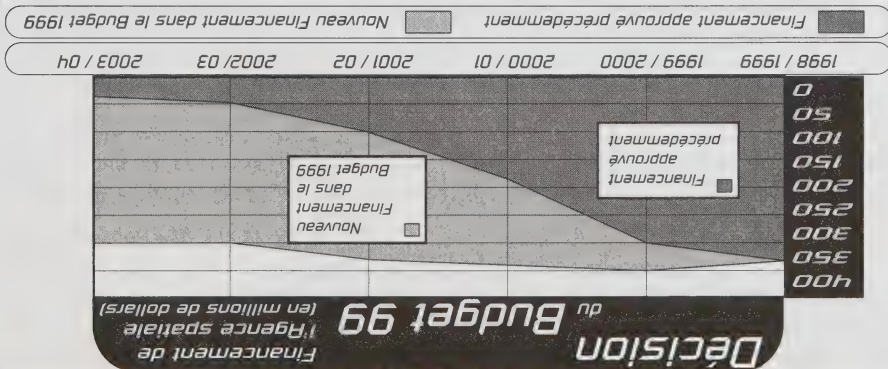 Décision
du Budget 99
Financement de
l'Agence spatiale
(en millions de dollars)
400
350
300
250
200
150
100
50
0
Financement
approuvé
précédemment
Nouveau
Financement
dans le
Budget 1999
1998 / 1999
1999 / 2000
2000 / 01
2001 / 02
2002/ 03
2003 / 04
Financement approuvé précédemment
Nouveau Financement dans le Budget 1999